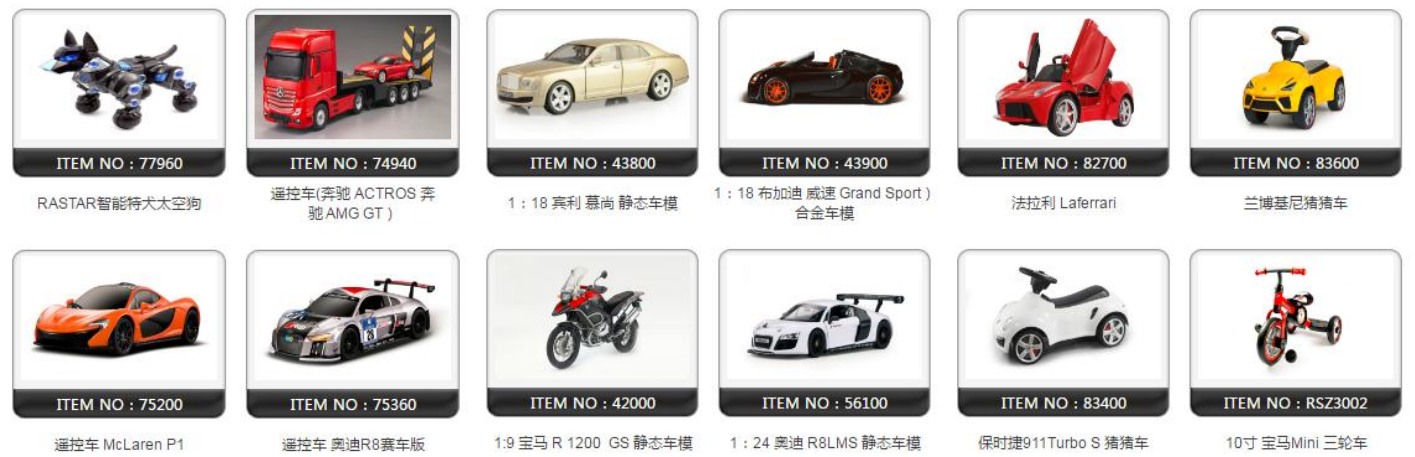 ITEM NO : 77960
ITEM NO : 74940
ITEM NO : 43800
ITEM NO : 43900
ITEM NO : 82700
ITEM NO : 83600
RASTAR智能特犬太空狗
遥控车(奔驰 ACTROS 奔
驰 AMG GT )
1：18 宾利 慕尚 静态车模
1：18 布加迪 威速 Grand Sport )
合金车模
法拉利 Laferrari
兰博基尼猪猪车
ITEM NO : 75200
ITEM NO : 75360
ITEM NO : 42000
ITEM NO : 56100
ITEM NO : 83400
ITEM NO : RSZ3002
遥控车 McLaren P1
遥控车 奥迪R8赛车版
1:9 宝马 R 1200 GS 静态车模
1：24 奥迪 R8LMS 静态车模
保时捷911Turbo S 猪猪车
10寸 宝马Mini 三轮车